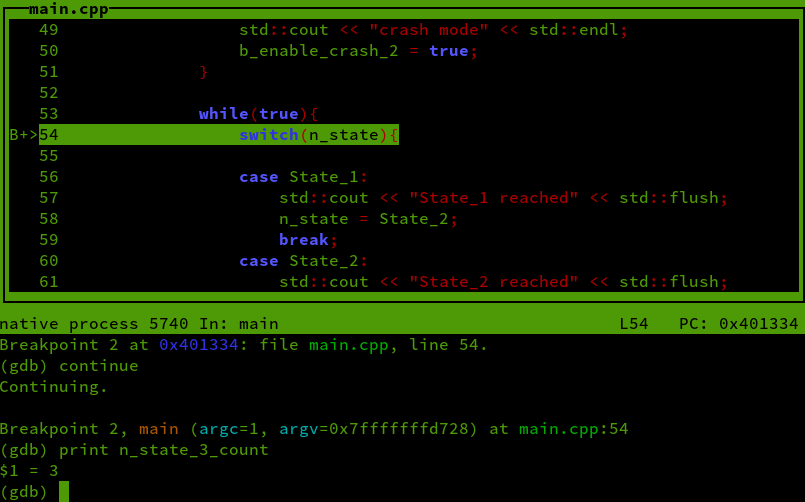 main.cpp
49 std::cout << "crash mode" << std::endl;
50 b_enable_crash_2 = true;
51 }
52
53 while(true){
B+>54 switch(n_state){
55
56 case State_1:
57 std::cout << "State_1 reached" << std::flush;
58 n_state = State_2;
59 break;
60 case State_2:
61 std::cout << "State_2 reached" << std::flush;
native process 5740 In: main L54 PC: 0x401334
Breakpoint 2 at 0x401334: file main.cpp, line 54.
(gdb) continue
Continuing.
Breakpoint 2, main (argc=1, argv=0x7fffffffd728) at main.cpp:54
(gdb) print n_state_3_count
$1 = 3
(gdb)